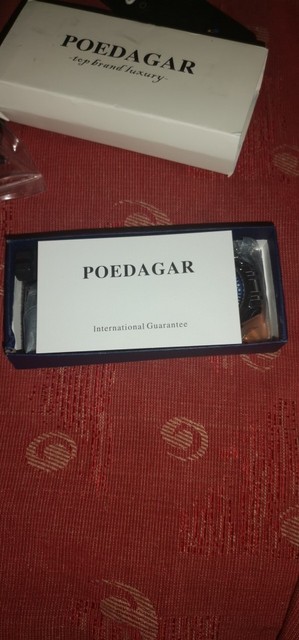 POEDAGAR
-top brand luxury-
POEDAGAR
International Guarantee